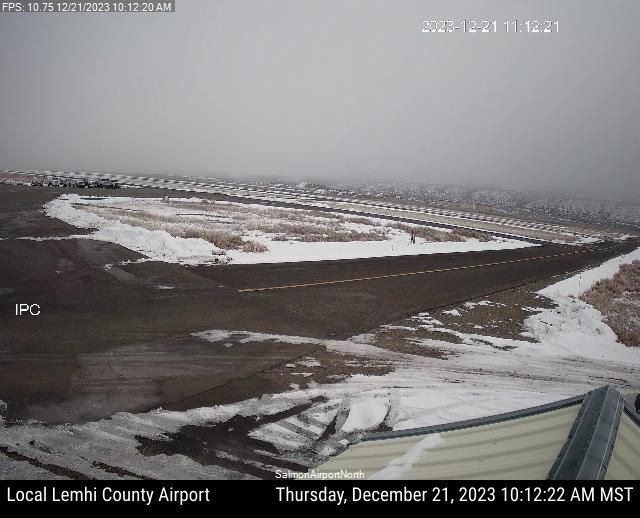 FPS: 10.75 12/21/2023 10:12:20 AM
2023-12-21 11:12:21
IPC
SalmonAirportNorth
Local Lemhi County Airport Thursday, December 21, 2023 10:12:22 AM MST